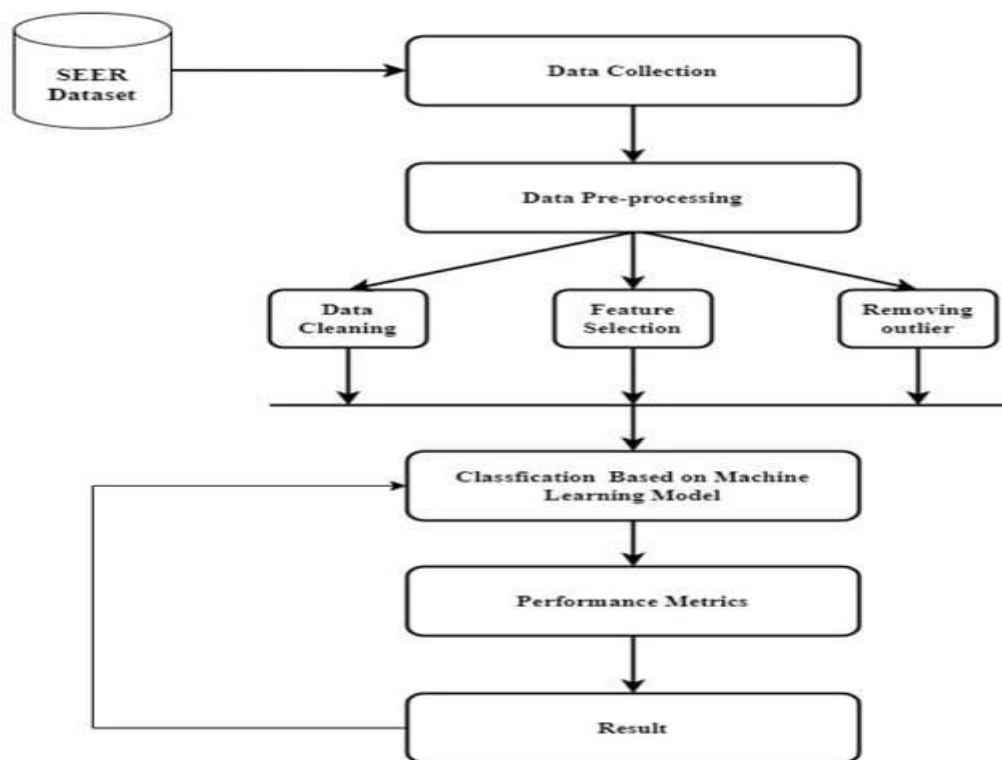 SEER
Dataset
Data Collection
Data Pre-processing
Data
Cleaning
Feature
Selection
Removing
outlier
Classfication Based on Machine
Learning Model
Performance Metrics
Result